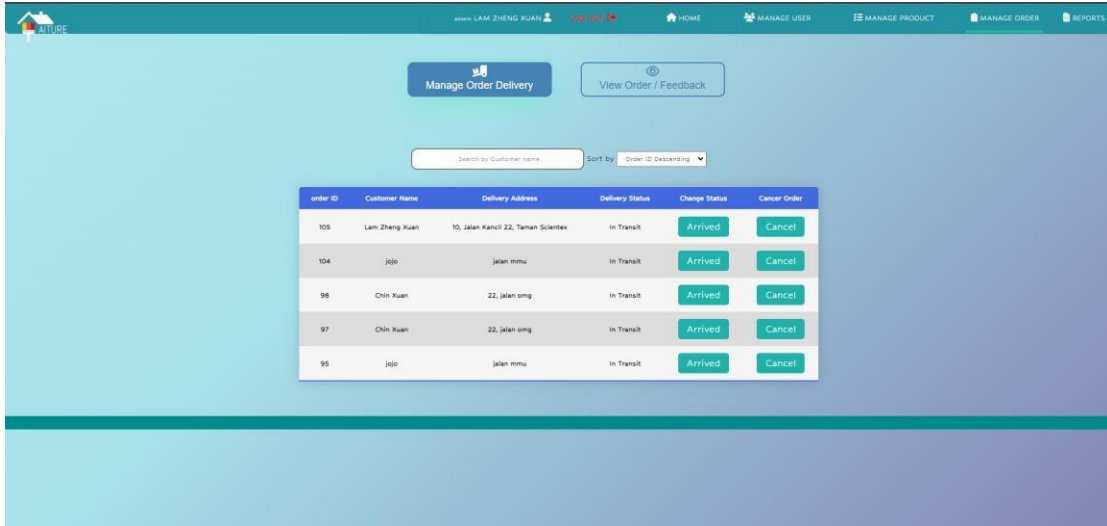 AITURE
ADMIN LAM ZHENG XUAN
HOME
MANAGE USER
MANAGE PRODUCT
MANAGE ORDER
REPORTS
Manage Order Delivery
View Order / Feedback
Search by Customer name
Sort by Order ID Descending
order ID Customer Name Delivery Address Delivery Status Change Status Cancer Order
105 Lam Zheng Xuan 10, Jalan Kancil 22, Taman Scientex In Transit Arrived Cancel
104 jojo jalan mmu In Transit Arrived Cancel
98 Chin Xuan 22, jalan omg In Transit Arrived Cancel
97 Chin Xuan 22, jalan omg In Transit Arrived Cancel
95 jojo jalan mmu In Transit Arrived Cancel